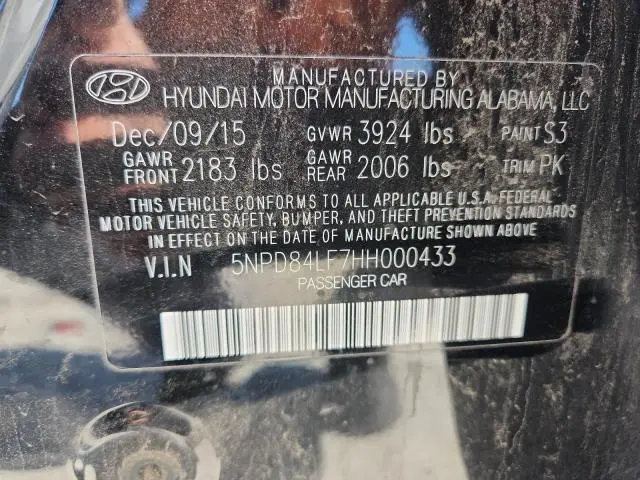 MANUFACTURED BY
HYUNDAI MOTOR MANUFACTURING ALABAMA, LLC
Dec/09/15 GVWR 3924 lbs PAINT S3
GAWR FRONT 2183 lbs GAWR REAR 2006 lbs TRIM PK
THIS VEHICLE CONFORMS TO ALL APPLICABLE U.S.A. FEDERAL
MOTOR VEHICLE SAFETY, BUMPER, AND THEFT PREVENTION STANDARDS
IN EFFECT ON THE DATE OF MANUFACTURE SHOWN ABOVE
V.I.N 5NPD84LF7HH000433
PASSENGER CAR